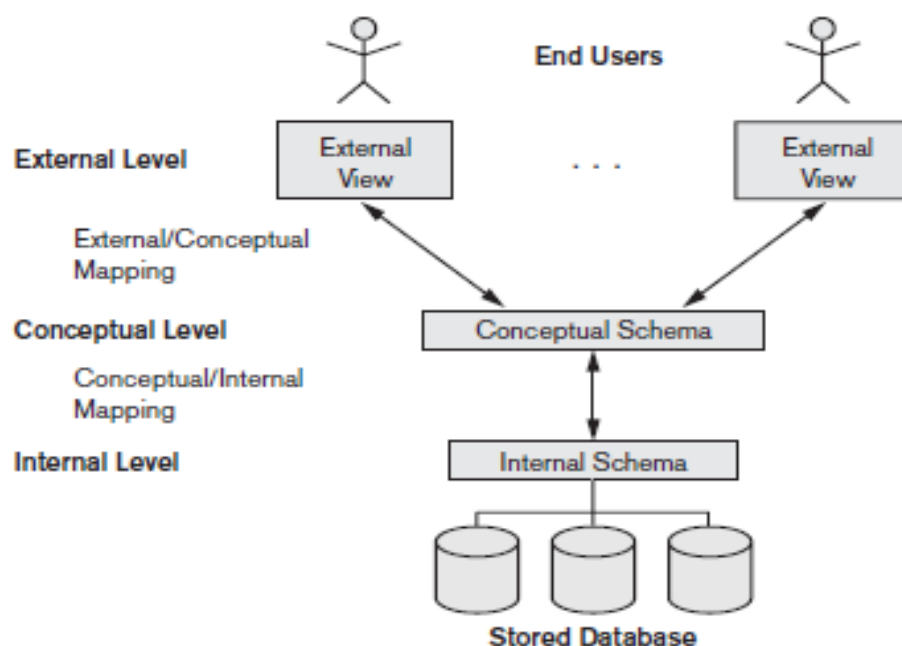 End Users
External Level
External
View
. . .
External
View
External/Conceptual
Mapping
Conceptual Level
Conceptual Schema
Conceptual/Internal
Mapping
Internal Level
Internal Schema
Stored Database